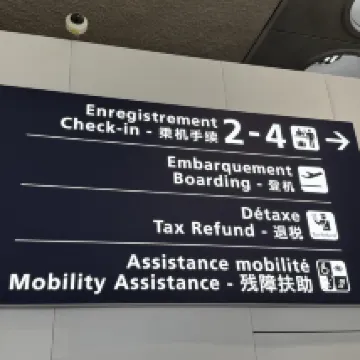 Enregistrement
Check-in - 乘机手续 2 - 4
Embarquement
Boarding - 登机
Détaxe
Tax Refund - 退税
Assistance mobilité
Mobility Assistance - 残障扶助